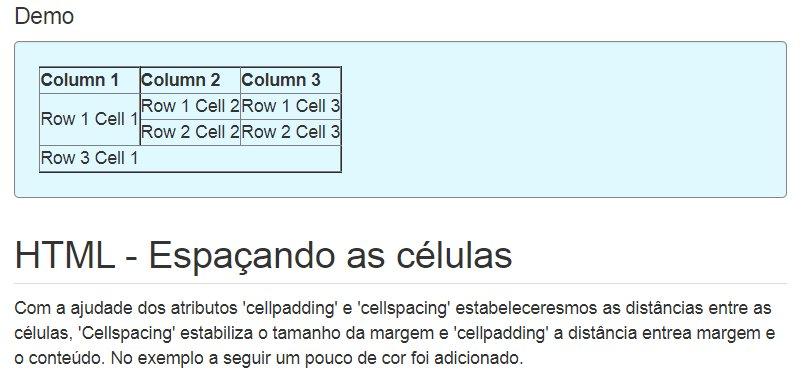 Demo
Column 1 Column 2 Column 3
Row 1 Cell 1 Row 1 Cell 2 Row 1 Cell 3
Row 2 Cell 2 Row 2 Cell 3
Row 3 Cell 1
HTML - Espaçando as células
Com a ajudade dos atributos 'cellpadding' e 'cellspacing' estabeleceresmos as distâncias entre as
células, 'Cellspacing' estabiliza o tamanho da margem e 'cellpadding' a distância entrea margem e
o conteúdo. No exemplo a seguir um pouco de cor foi adicionado.